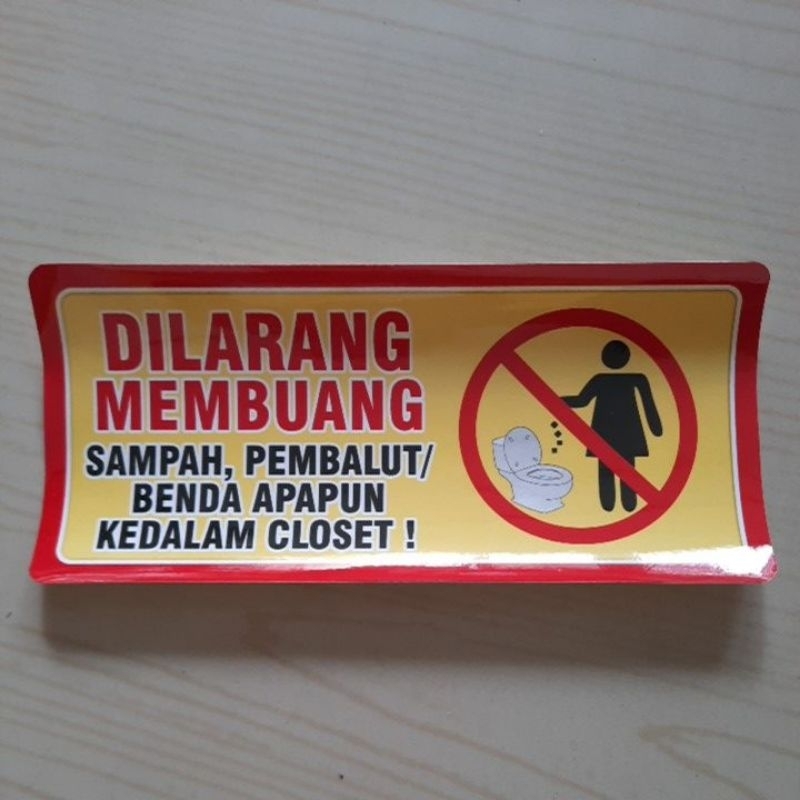 DILARANG
MEMBUANG
SAMPAH, PEMBALUT/
BENDA APAPUN
KEDALAM CLOSET !